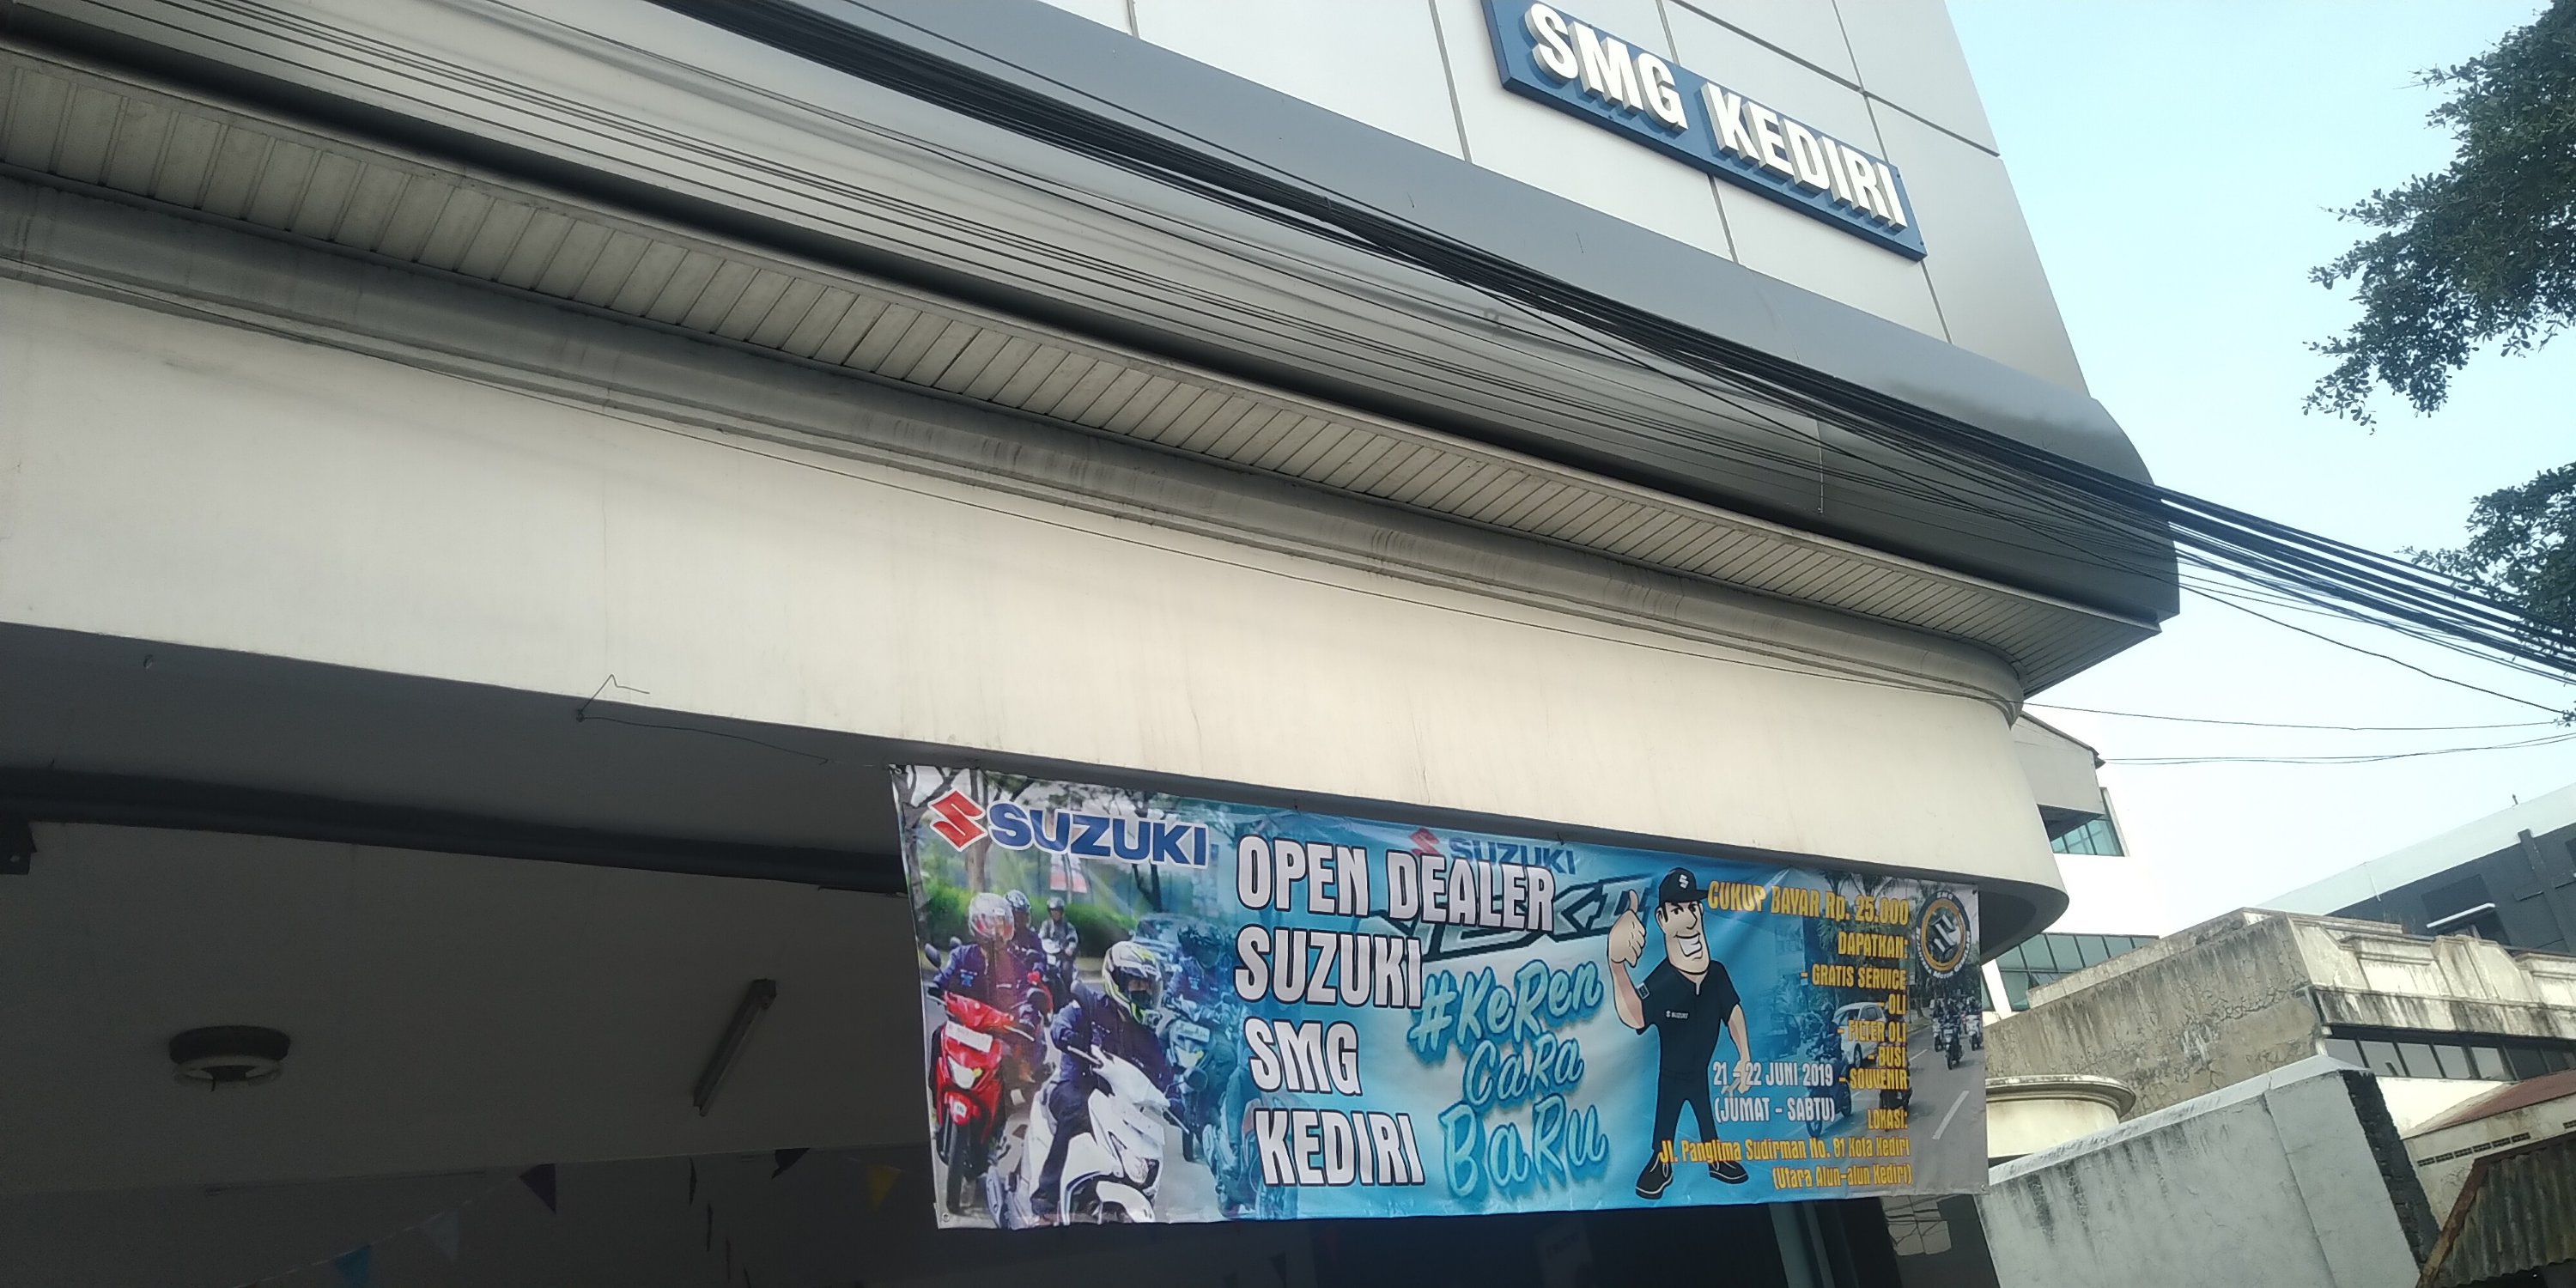 SMG KEDIRI
SUZUKI
SUZUKI
OPEN DEALER
SUZUKI
SMG
KEDIRI
#KeRen
CaRa
BaRu
SUZUKI
CUKUP BAYAR Rp. 25.000
DAPATKAN:
- GRATIS SERVICE
- OLI
- FILTER OLI
- BUSI
- SOUVENIR
21 - 22 JUNI 2019
(JUMAT - SABTU)
LOKASI:
Jl. Panglima Sudirman No. 81 Kota Kediri
(Utara Alun-alun Kediri)